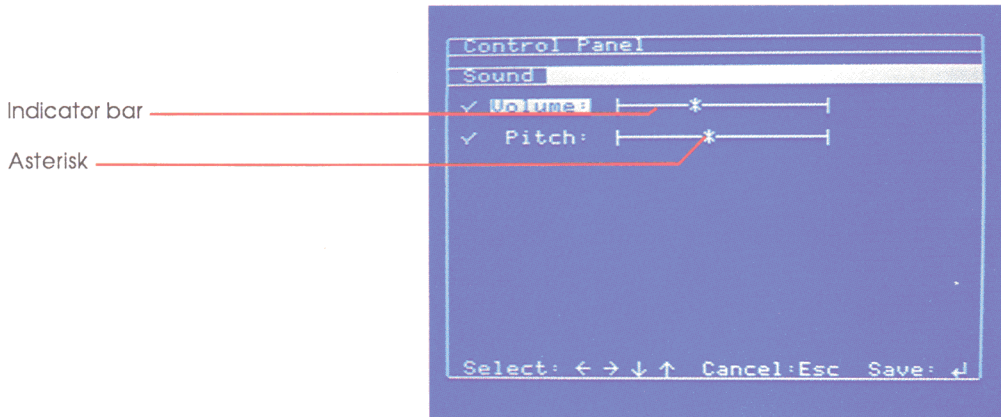 Control Panel
Sound
Indicator bar
✓ Volume: ├────*────┤
✓ Pitch: ├────*────┤
Asterisk
Select: ← → ↓ ↑ Cancel:Esc Save: ↵